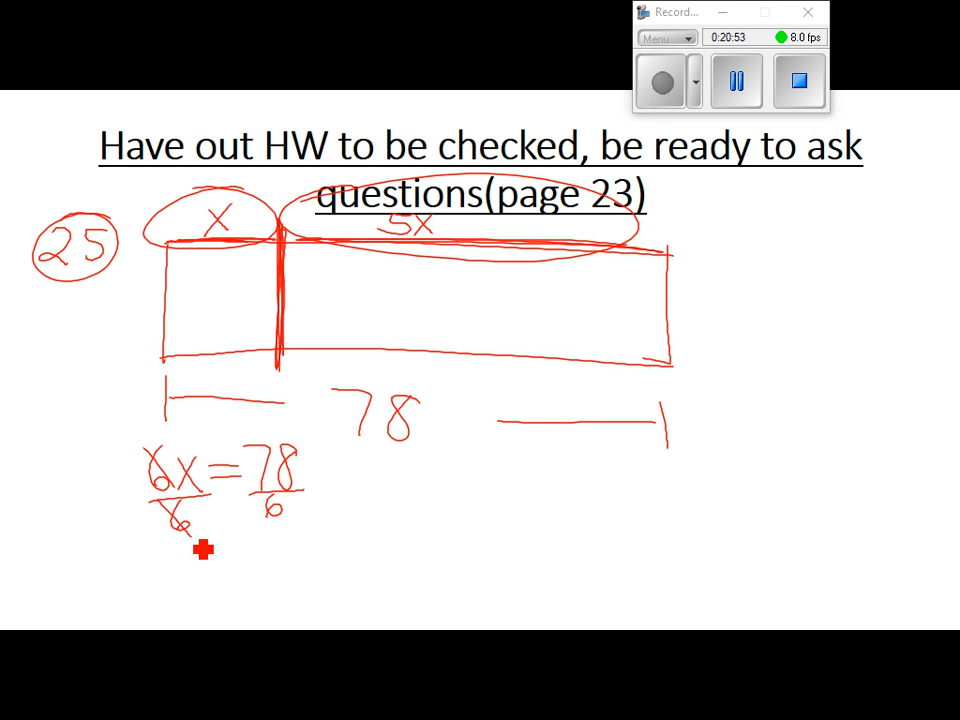 Record...
Menu
0:20:53
8.0 fps
Have out HW to be checked, be ready to ask
questions(page 23)
25
x
5x
78
6x = 78
6
6